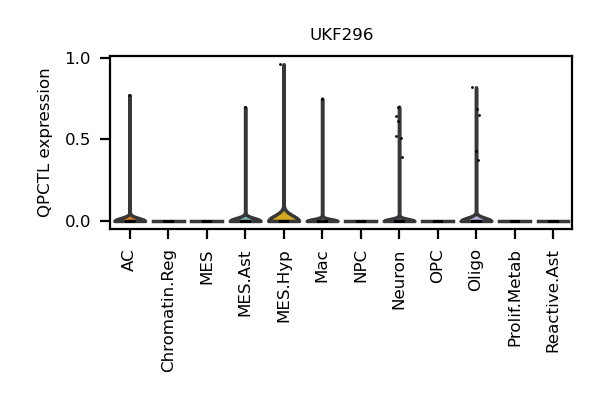 UKF296
QPCTL expression
1.0
0.5
0.0
AC
Chromatin.Reg
MES
MES.Ast
MES.Hyp
Mac
NPC
Neuron
OPC
Oligo
Prolif.Metab
Reactive.Ast